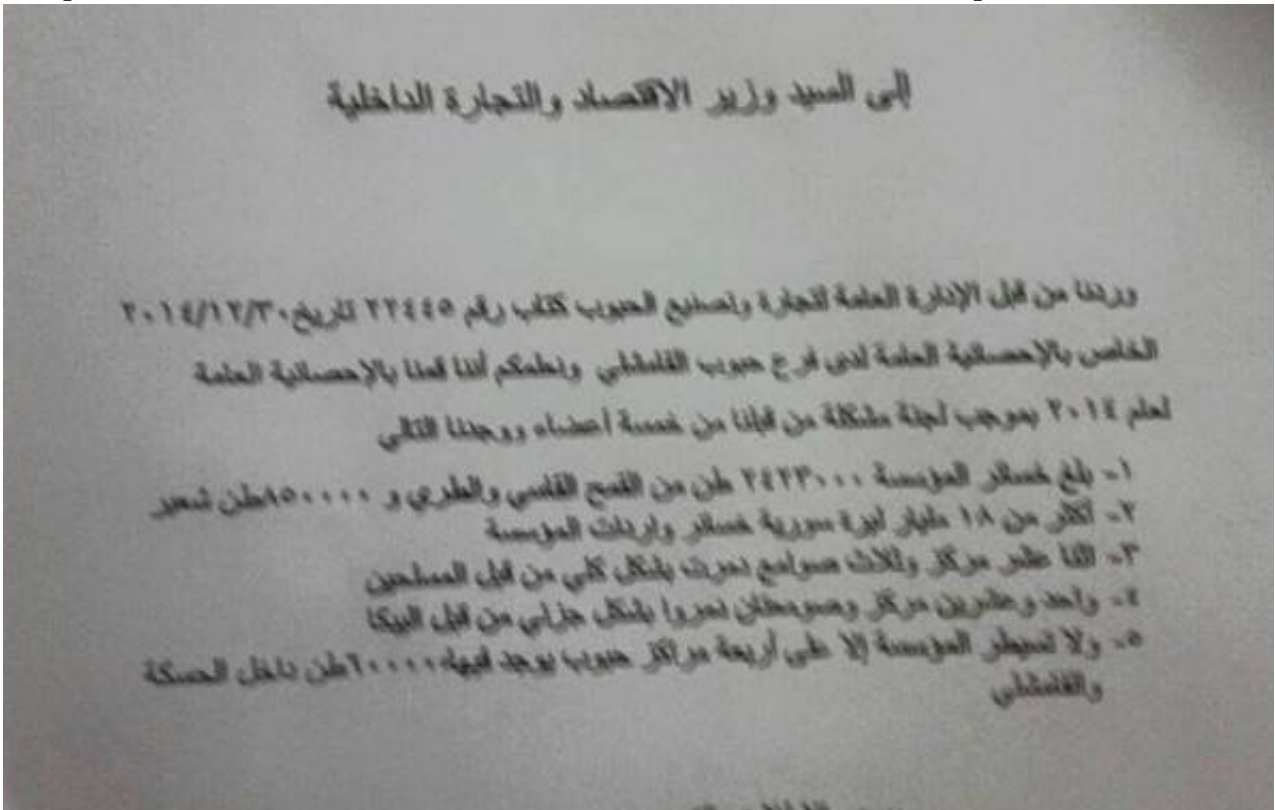 إلى السيد وزير الاقتصاد والتجارة الداخلية
وردنا من قبل الإدارة العامة لتجارة وتصنيع الحبوب كتاب رقم ٢٢٤٤٥ تاريخ ٢٠١٤/١٢/٣٠
الخاص بالإحصائية العامة لدى فرع حبوب القامشلي ونعلمكم أننا قمنا بالإحصائية العامة
لعام ٢٠١٤ بموجب لجنة مشكلة من قبلنا من خمسة أعضاء ووجدنا التالي
١- بلغ خسائر المؤسسة ٢٤٢٣٠٠٠ طن من القمح القاسي والطري و ٨٥٠٠٠٠طن شعير
٢- أكثر من ١٨ مليار ليرة سورية خسائر واردات المؤسسة
٣- اثنا عشر مركز وثلاث صوامع دمرت بشكل كلي من قبل المسلحين
٤- واحد وعشرين مركز وصومعتان دمروا بشكل جزئي من قبل البيكا
٥- ولا تسيطر المؤسسة إلا على أربعة مراكز حبوب يوجد فيها ٦٠٠٠٠طن داخل الحسكة
والقامشلي